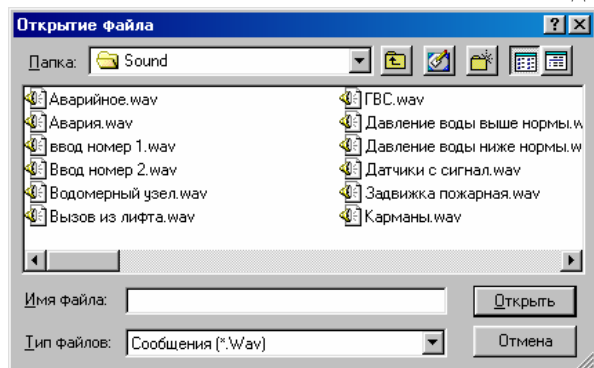 Открытие файла
Папка: Sound
Аварийное.wav
Авария.wav
ввод номер 1.wav
Ввод номер 2.wav
Водомерный узел.wav
Вызов из лифта.wav
ГВС.wav
Давление воды выше нормы.w
Давление воды ниже нормы.w
Датчики с сигнал.wav
Задвижка пожарная.wav
Карманы.wav
Имя файла: Открыть
Тип файлов: Сообщения (*.Wav) Отмена